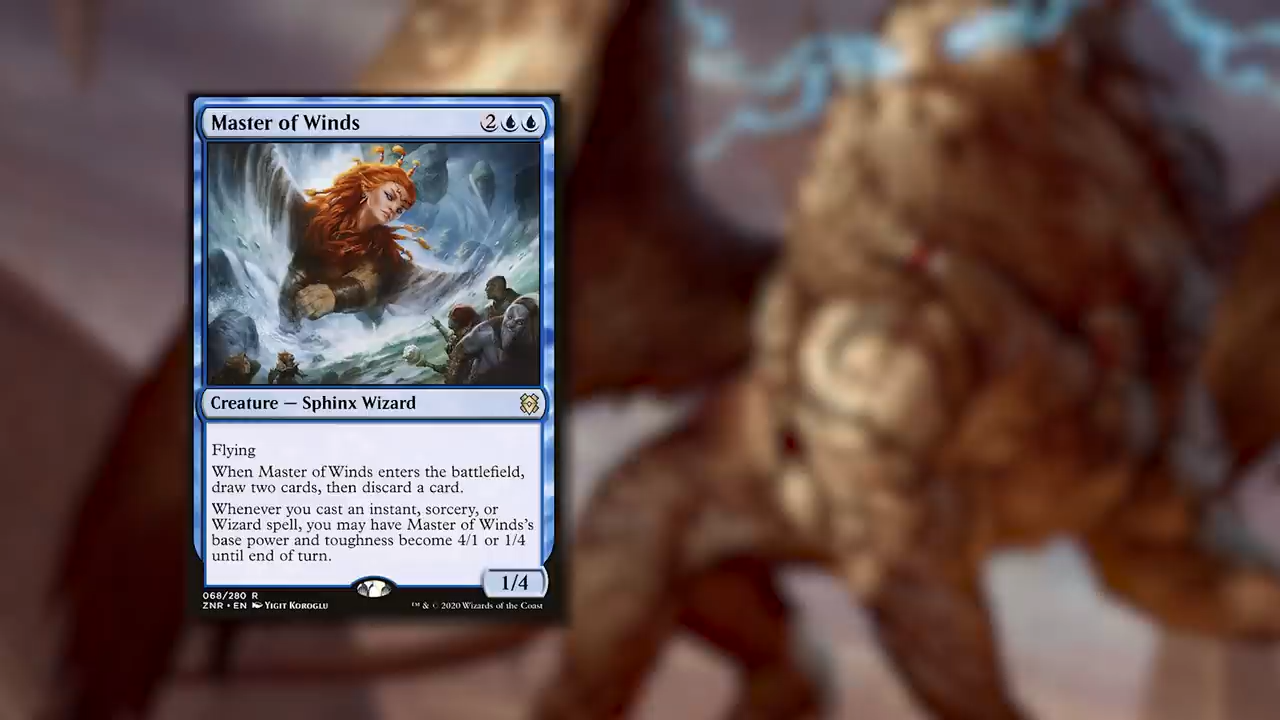 Master of Winds 2
Creature — Sphinx Wizard
Flying
When Master of Winds enters the battlefield,
draw two cards, then discard a card.
Whenever you cast an instant, sorcery, or
Wizard spell, you may have Master of Winds's
base power and toughness become 4/1 or 1/4
until end of turn.
1/4
068/280 R
ZNR • EN Yigit Koroglu ™ & © 2020 Wizards of the Coast